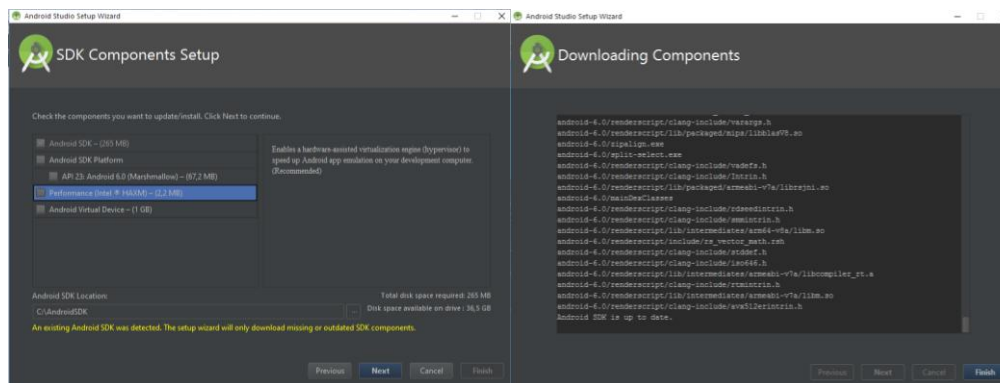 Android Studio Setup Wizard
SDK Components Setup
Check the components you want to update/install. Click Next to continue.
Android SDK – (265 MB)
Android SDK Platform
API 23: Android 6.0 (Marshmallow) – (67,2 MB)
Performance (Intel ® HAXM) – (2,2 MB)
Android Virtual Device – (1 GB)
Enables a hardware-assisted virtualization engine (hypervisor) to
speed up Android app emulation on your development computer.
(Recommended)
Android SDK Location:
C:\AndroidSDK
Total disk space required: 265 MB
Disk space available on drive : 36,5 GB
An existing Android SDK was detected. The setup wizard will only download missing or outdated SDK components.
Previous Next Cancel Finish
Android Studio Setup Wizard
Downloading Components
android-6.0/renderscript/clang-include/varargs.h
android-6.0/renderscript/lib/packaged/mips/libblasV8.so
android-6.0/zipalign.exe
android-6.0/split-select.exe
android-6.0/renderscript/clang-include/vadefs.h
android-6.0/renderscript/clang-include/Intrin.h
android-6.0/renderscript/lib/packaged/armeabi-v7a/librsjni.so
android-6.0/mainDexClasses
android-6.0/renderscript/clang-include/rdseedintrin.h
android-6.0/renderscript/clang-include/smmintrin.h
android-6.0/renderscript/lib/intermediates/arm64-v8a/libm.so
android-6.0/renderscript/include/rs_vector_math.rsh
android-6.0/renderscript/clang-include/stddef.h
android-6.0/renderscript/clang-include/iso646.h
android-6.0/renderscript/lib/intermediates/armeabi-v7a/libcompiler_rt.a
android-6.0/renderscript/clang-include/rtmintrin.h
android-6.0/renderscript/lib/intermediates/armeabi-v7a/libm.so
android-6.0/renderscript/clang-include/avx512erintrin.h
Android SDK is up to date.
Previous Next Cancel Finish